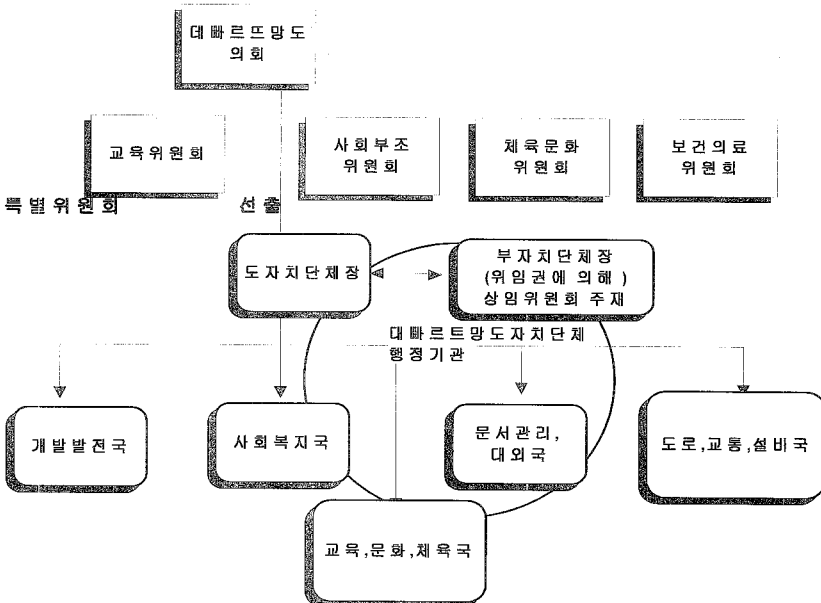 데빠르뜨망도
의회
교육위원회
사회부조
위원회
체육문화
위원회
보건의료
위원회
특별위원회
선출
도자치단체장
부자치단체장
(위임권에 의해 )
상임위원회 주재
대빠르트망도자치단체
행정기관
개발발전국
사회복지국
문서관리,
대외국
도로,교통,설비국
교육,문화,체육국